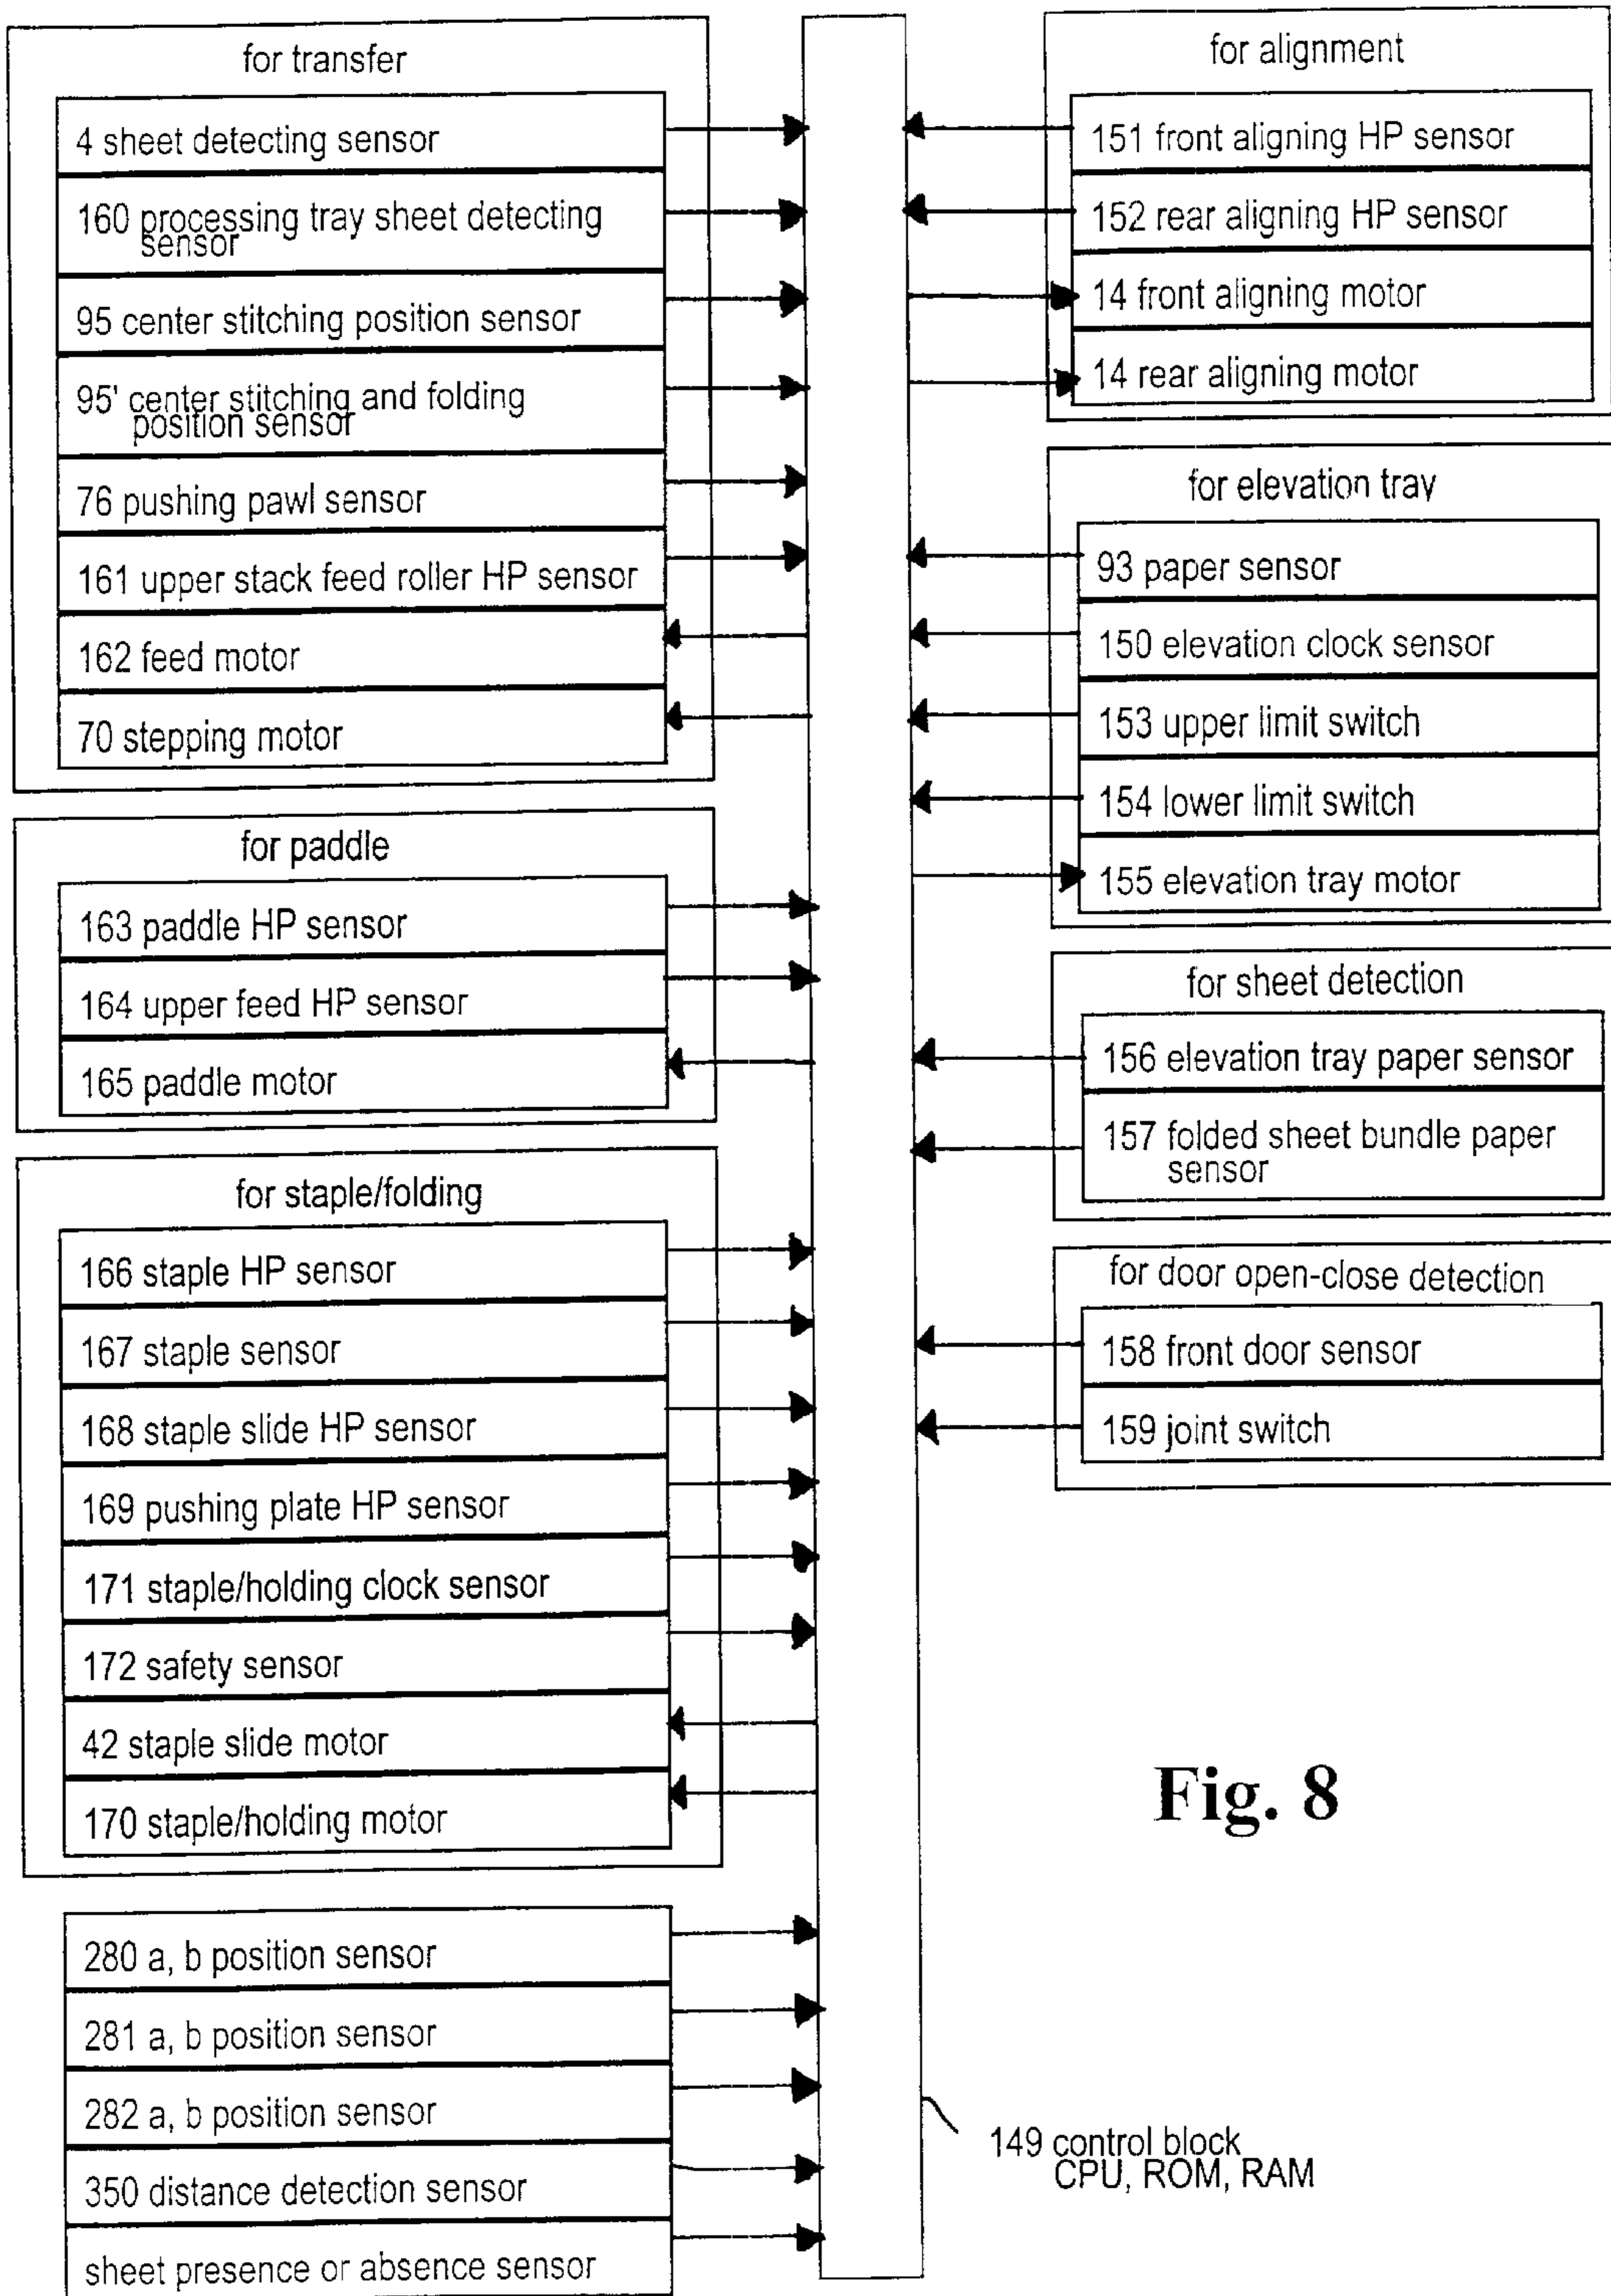 for transfer
4 sheet detecting sensor
160 processing tray sheet detecting
sensor
95 center stitching position sensor
95' center stitching and folding
position sensor
76 pushing pawl sensor
161 upper stack feed roller HP sensor
162 feed motor
70 stepping motor
for paddle
163 paddle HP sensor
164 upper feed HP sensor
165 paddle motor
for staple/folding
166 staple HP sensor
167 staple sensor
168 staple slide HP sensor
169 pushing plate HP sensor
171 staple/holding clock sensor
172 safety sensor
42 staple slide motor
170 staple/holding motor
280 a, b position sensor
281 a, b position sensor
282 a, b position sensor
350 distance detection sensor
sheet presence or absence sensor
for alignment
151 front aligning HP sensor
152 rear aligning HP sensor
14 front aligning motor
14 rear aligning motor
for elevation tray
93 paper sensor
150 elevation clock sensor
153 upper limit switch
154 lower limit switch
155 elevation tray motor
for sheet detection
156 elevation tray paper sensor
157 folded sheet bundle paper
sensor
for door open-close detection
158 front door sensor
159 joint switch
149 control block
CPU, ROM, RAM
Fig. 8